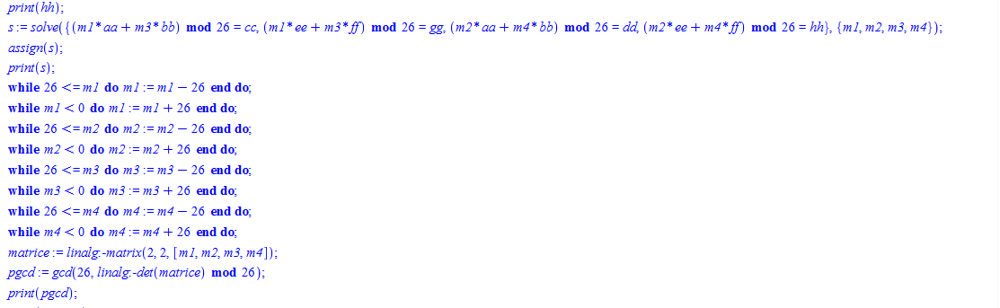 print(hh);
s := solve({(m1*aa + m3*bb) mod 26 = cc, (m1*ee + m3*ff) mod 26 = gg, (m2*aa + m4*bb) mod 26 = dd, (m2*ee + m4*ff) mod 26 = hh}, {m1, m2, m3, m4});
assign(s);
print(s);
while 26 <= m1 do m1 := m1 − 26 end do;
while m1 < 0 do m1 := m1 + 26 end do;
while 26 <= m2 do m2 := m2 − 26 end do;
while m2 < 0 do m2 := m2 + 26 end do;
while 26 <= m3 do m3 := m3 − 26 end do;
while m3 < 0 do m3 := m3 + 26 end do;
while 26 <= m4 do m4 := m4 − 26 end do;
while m4 < 0 do m4 := m4 + 26 end do;
matrice := linalg:-matrix(2, 2, [m1, m2, m3, m4]);
pgcd := gcd(26, linalg:-det(matrice) mod 26);
print(pgcd);